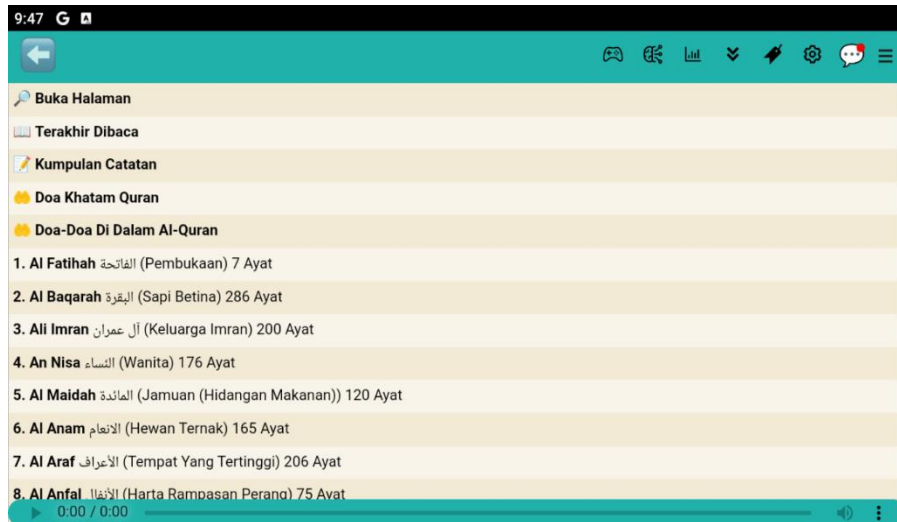 9:47 G A
Buka Halaman
Terakhir Dibaca
Kumpulan Catatan
Doa Khatam Quran
Doa-Doa Di Dalam Al-Quran
1. Al Fatihah الفاتحة (Pembukaan) 7 Ayat
2. Al Baqarah البقرة (Sapi Betina) 286 Ayat
3. Ali Imran آل عمران (Keluarga Imran) 200 Ayat
4. An Nisa النساء (Wanita) 176 Ayat
5. Al Maidah المائدة (Jamuan (Hidangan Makanan)) 120 Ayat
6. Al Anam الانعام (Hewan Ternak) 165 Ayat
7. Al Araf الأعراف (Tempat Yang Tertinggi) 206 Ayat
8. Al Anfal الأنفال (Harta Rampasan Perang) 75 Ayat
0:00 / 0:00